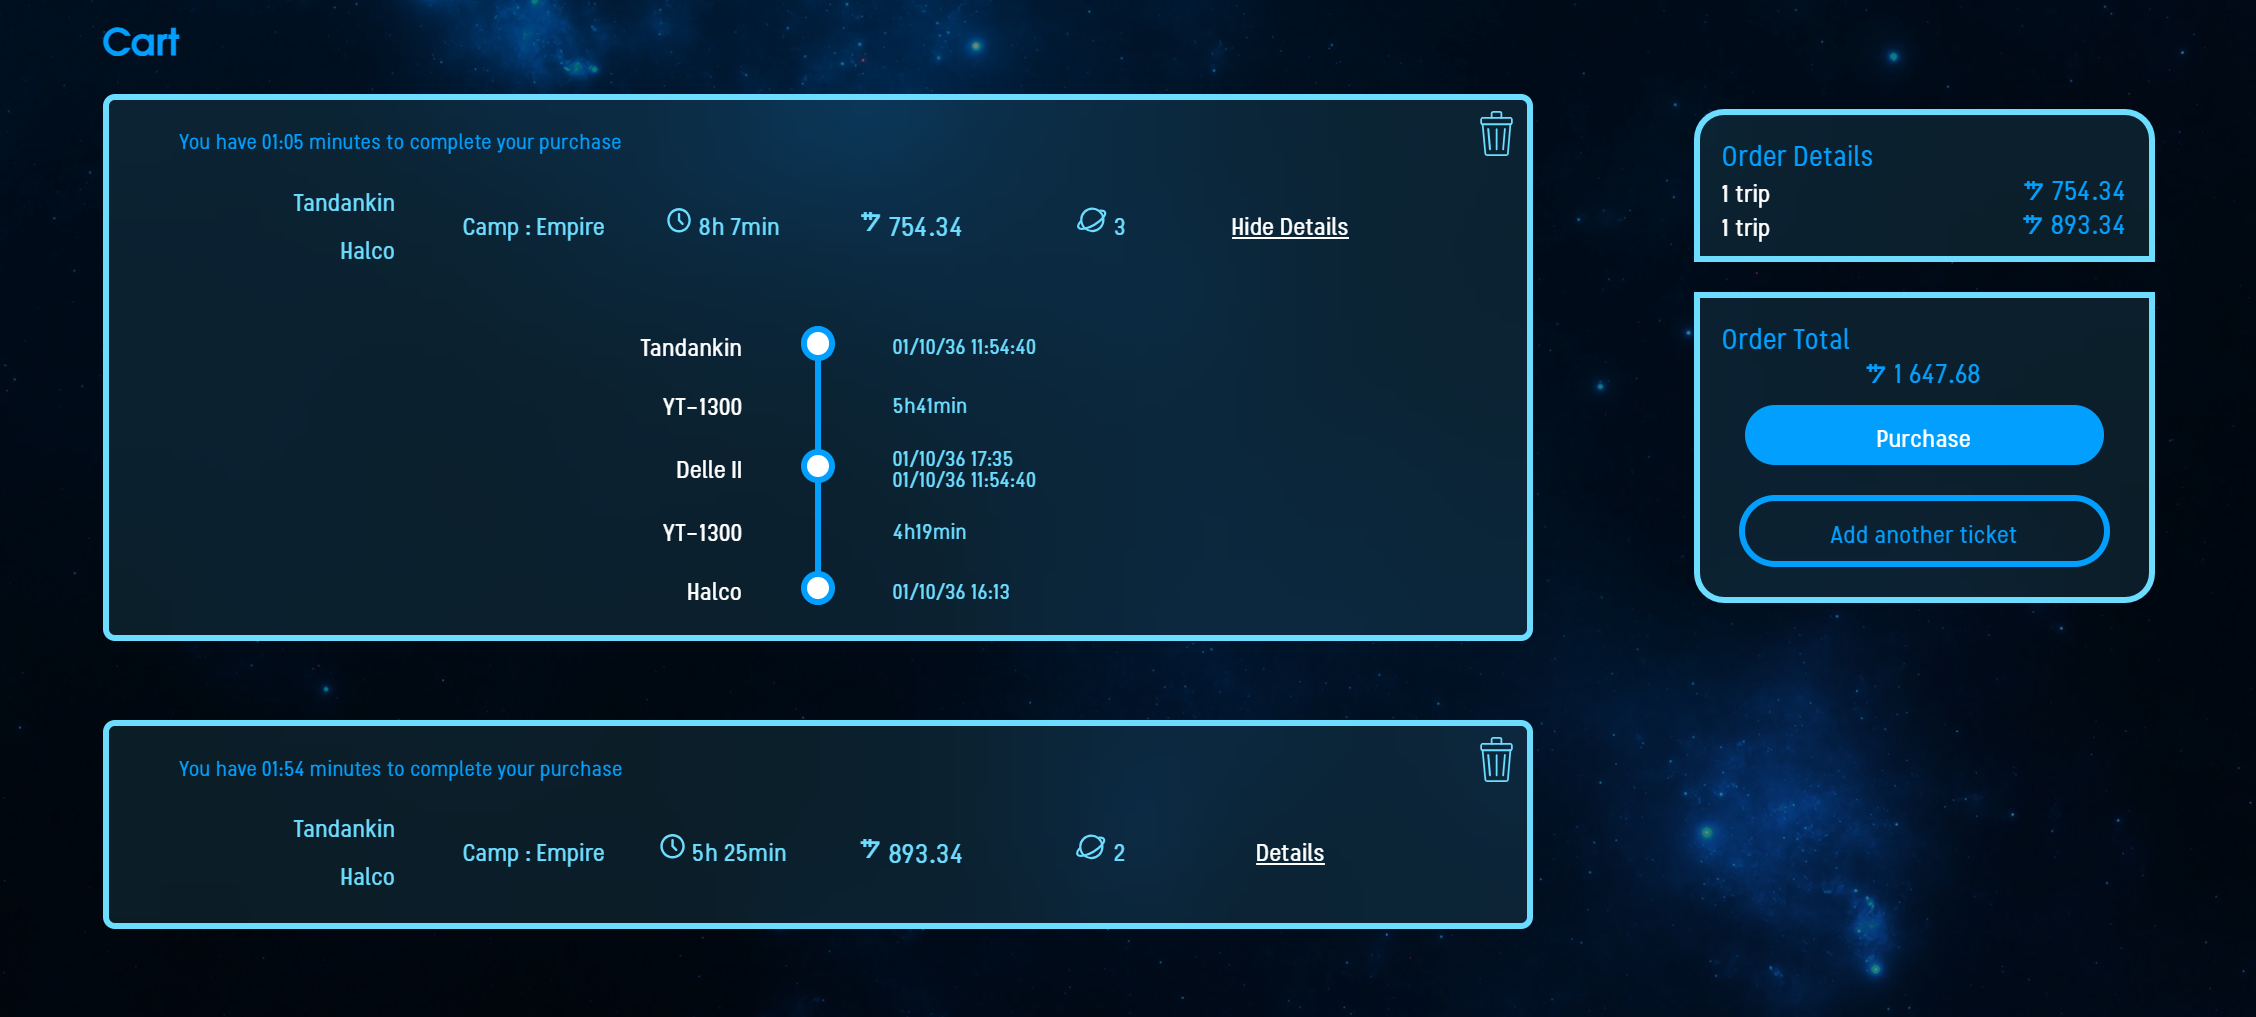 Cart
You have 01:05 minutes to complete your purchase
Tandankin
Halco
Camp : Empire
8h 7min
754.34
3
Hide Details
Tandankin
01/10/36 11:54:40
YT-1300
5h41min
Delle II
01/10/36 17:35
01/10/36 11:54:40
YT-1300
4h19min
Halco
01/10/36 16:13
You have 01:54 minutes to complete your purchase
Tandankin
Halco
Camp : Empire
5h 25min
893.34
2
Details
Order Details
1 trip 754.34
1 trip 893.34
Order Total
1 647.68
Purchase
Add another ticket